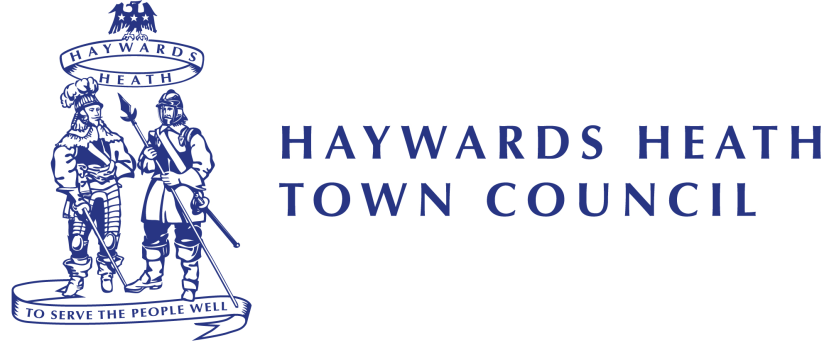 HAYWARDS
HEATH
TO SERVE THE PEOPLE WELL
HAYWARDS HEATH
TOWN COUNCIL